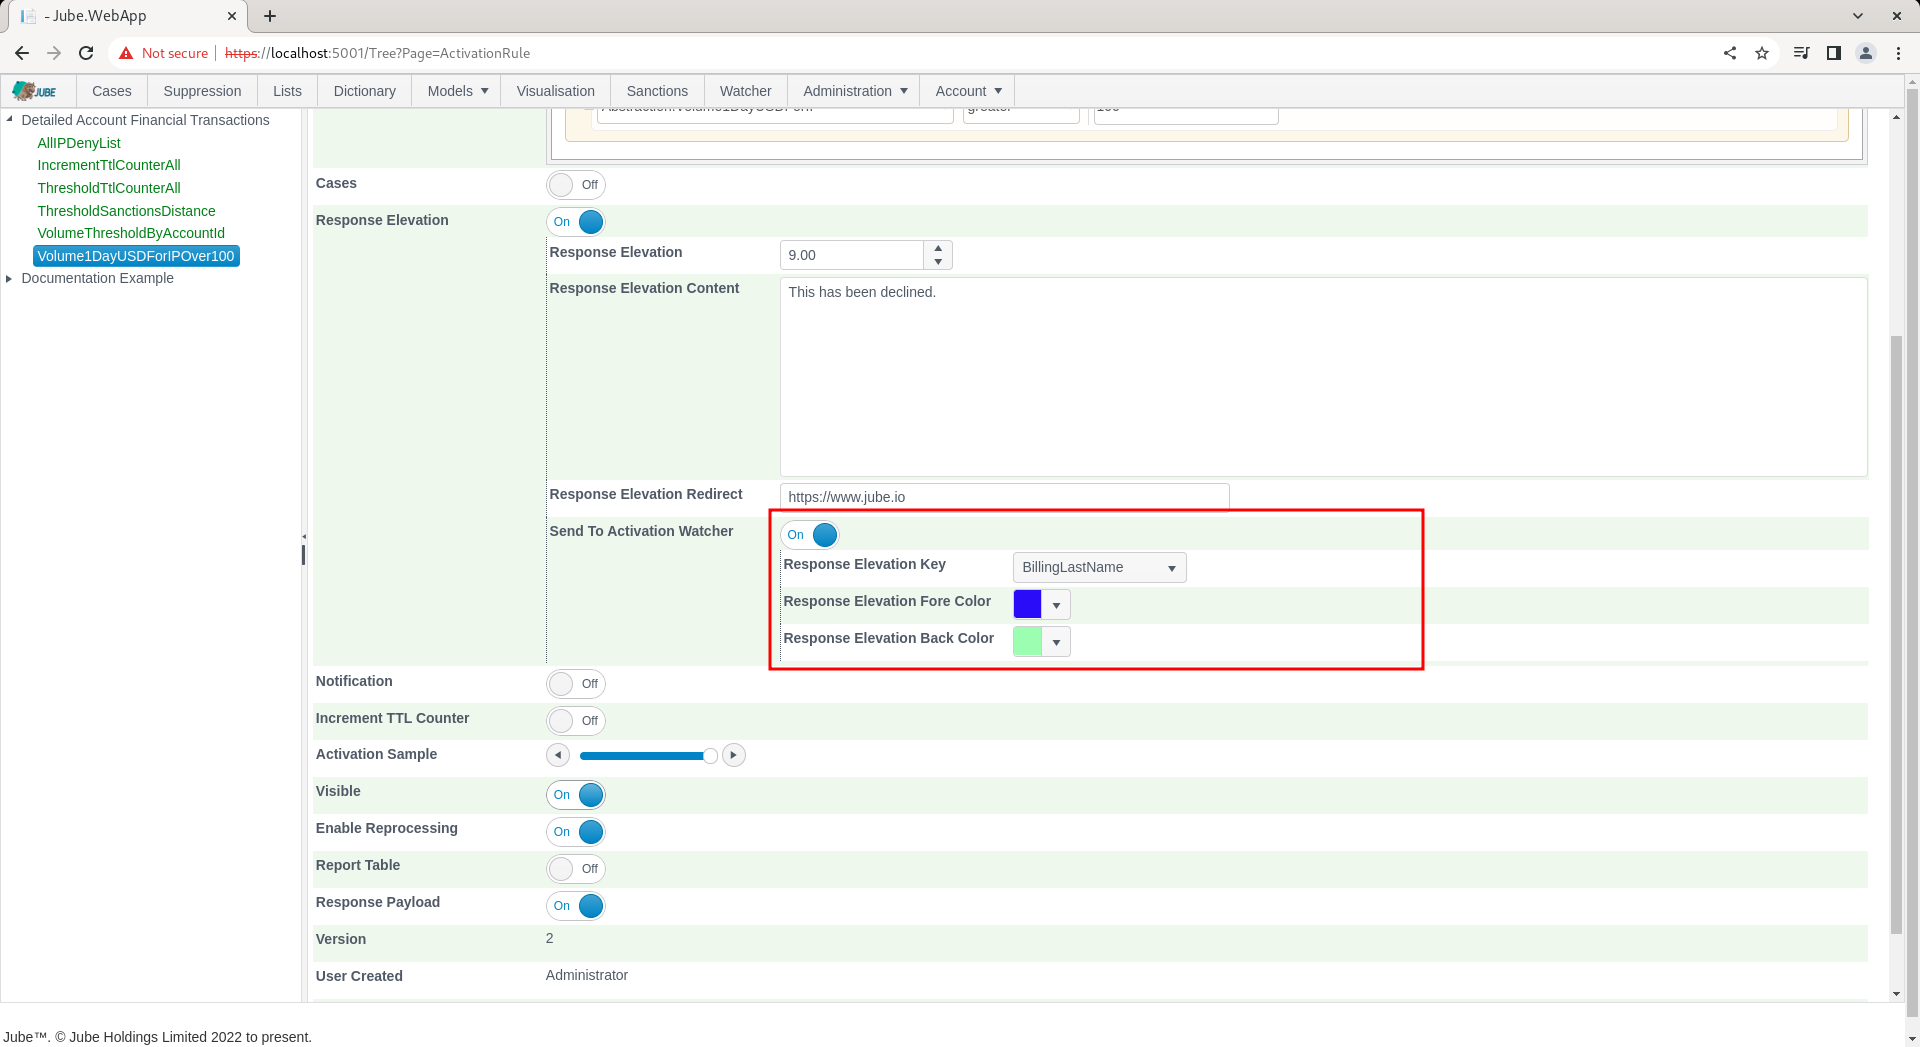 - Jube.WebApp
Not secure https://localhost:5001/Tree?Page=ActivationRule
JUBE Cases Suppression Lists Dictionary Models Visualisation Sanctions Watcher Administration Account
Detailed Account Financial Transactions
AllIPDenyList
IncrementTtlCounterAll
ThresholdTtlCounterAll
ThresholdSanctionsDistance
VolumeThresholdByAccountId
Volume1DayUSDForIPOver100
Documentation Example
Cases Off
Response Elevation On
Response Elevation 9.00
Response Elevation Content This has been declined.
Response Elevation Redirect https://www.jube.io
Send To Activation Watcher On
Response Elevation Key BillingLastName
Response Elevation Fore Color
Response Elevation Back Color
Notification Off
Increment TTL Counter Off
Activation Sample
Visible On
Enable Reprocessing On
Report Table Off
Response Payload On
Version 2
User Created Administrator
Jube™. © Jube Holdings Limited 2022 to present.